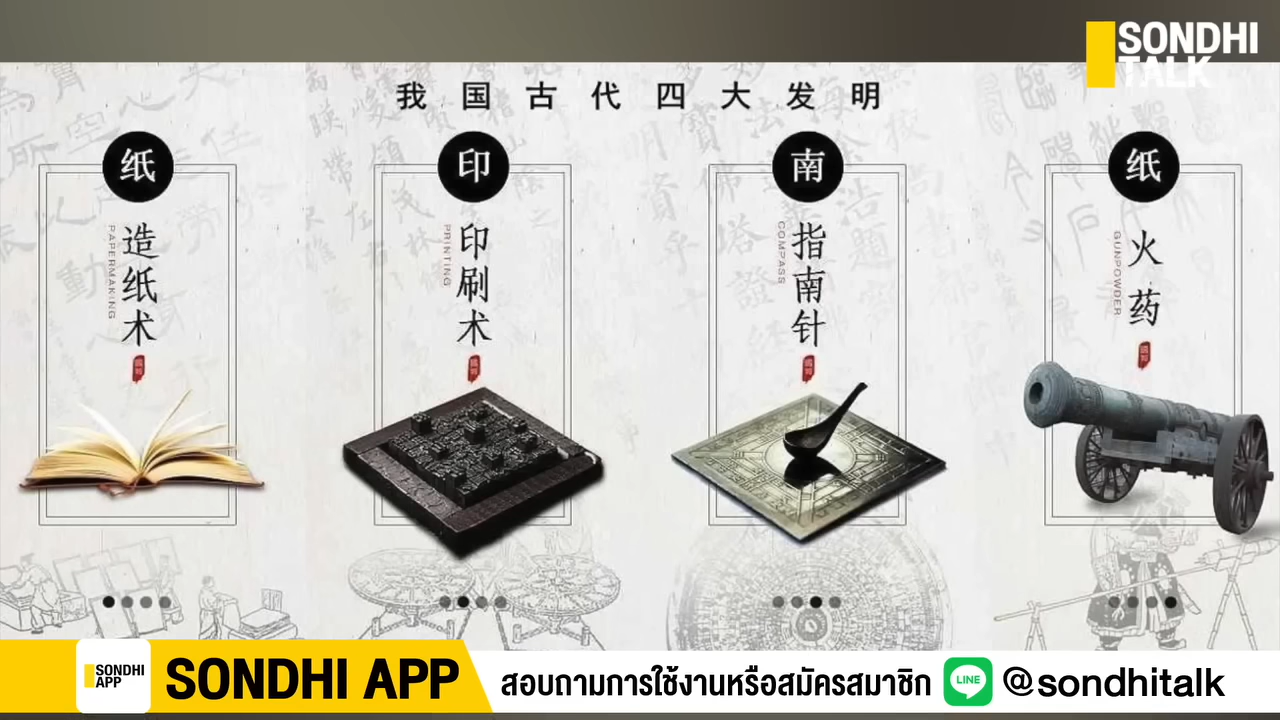 SONDHI
TALK
我国古代四大发明
纸
造纸术
PAPERMAKING
印
印刷术
PRINTING
南
指南针
COMPASS
纸
火药
GUNPOWDER
SONDHI
APP
SONDHI APP
สอบถามการใช้งานหรือสมัครสมาชิก
LINE
@sondhitalk